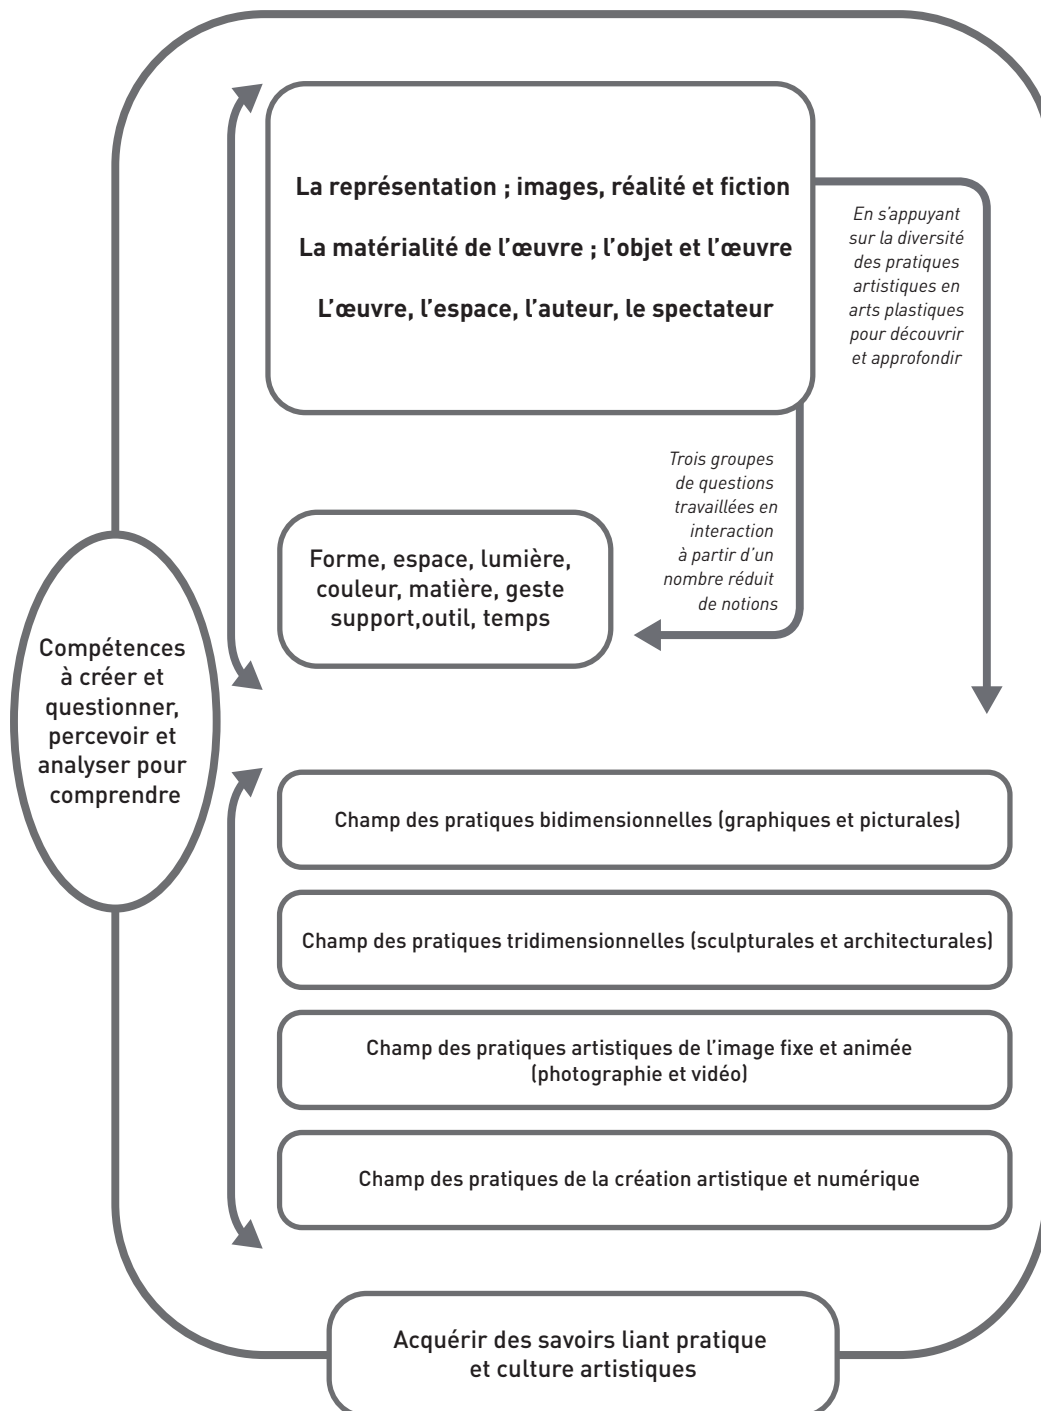 La représentation ; images, réalité et fiction
La matérialité de l'œuvre ; l'objet et l'œuvre
L'œuvre, l'espace, l'auteur, le spectateur
En s'appuyant
sur la diversité
des pratiques
artistiques en
arts plastiques
pour découvrir
et approfondir
Trois groupes
de questions
travaillées en
interaction
à partir d'un
nombre réduit
de notions
Forme, espace, lumière,
couleur, matière, geste
support,outil, temps
Compétences
à créer et
questionner,
percevoir et
analyser pour
comprendre
Champ des pratiques bidimensionnelles (graphiques et picturales)
Champ des pratiques tridimensionnelles (sculpturales et architecturales)
Champ des pratiques artistiques de l'image fixe et animée
(photographie et vidéo)
Champ des pratiques de la création artistique et numérique
Acquérir des savoirs liant pratique
et culture artistiques